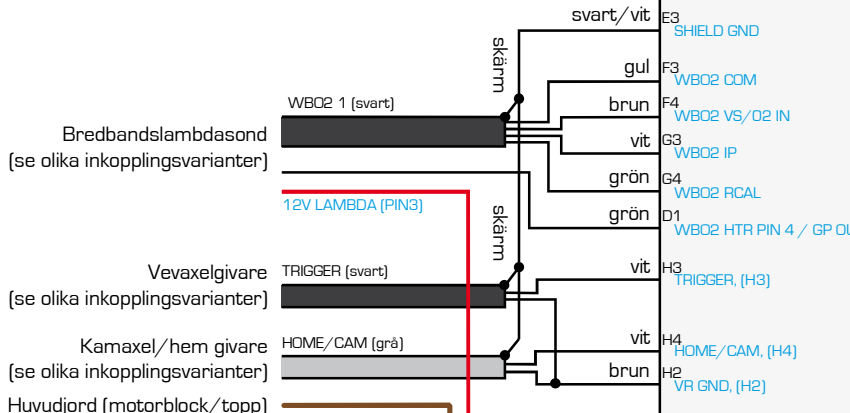 svart/vit E3
SHIELD GND
skärm
gul F3
WBO2 COM
WBO2 1 (svart)
brun F4
WBO2 VS/O2 IN
Bredbandslambdasond
(se olika inkopplingsvarianter)
vit G3
WBO2 IP
grön G4
WBO2 RCAL
12V LAMBDA (PIN3)
skärm
grön D1
WBO2 HTR PIN 4 / GP OU
Vevaxelgivare
(se olika inkopplingsvarianter)
TRIGGER (svart)
vit H3
TRIGGER, (H3)
Kamaxel/hem givare
(se olika inkopplingsvarianter)
HOME/CAM (grå)
vit H4
HOME/CAM, (H4)
brun H2
VR GND, (H2)
Huvudjord (motorblock/topp)